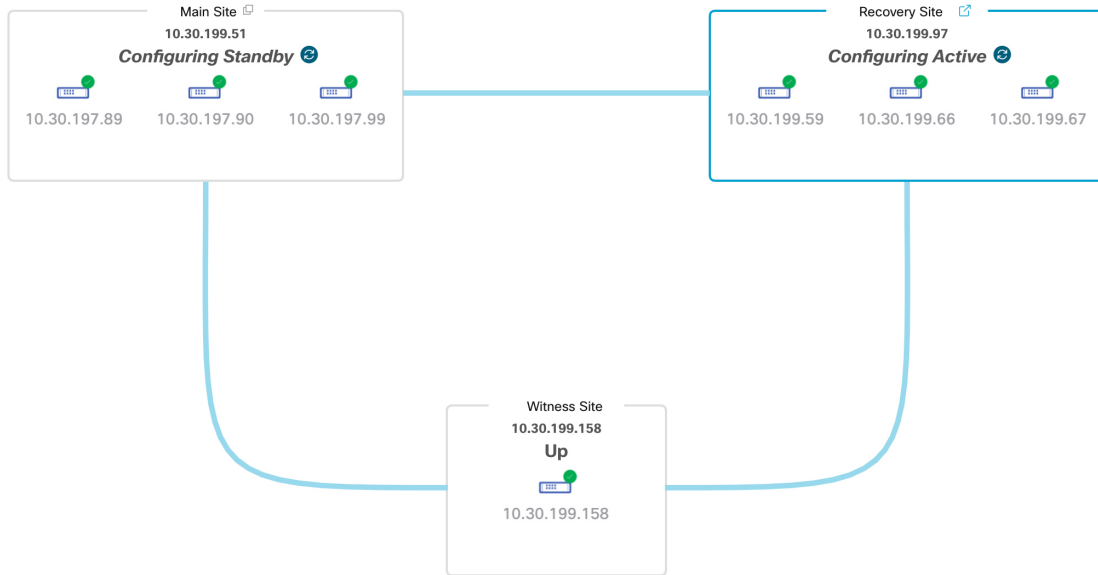 Main Site
10.30.199.51
Configuring Standby
10.30.197.89 10.30.197.90 10.30.197.99
Recovery Site
10.30.199.97
Configuring Active
10.30.199.59 10.30.199.66 10.30.199.67
Witness Site
10.30.199.158
Up
10.30.199.158